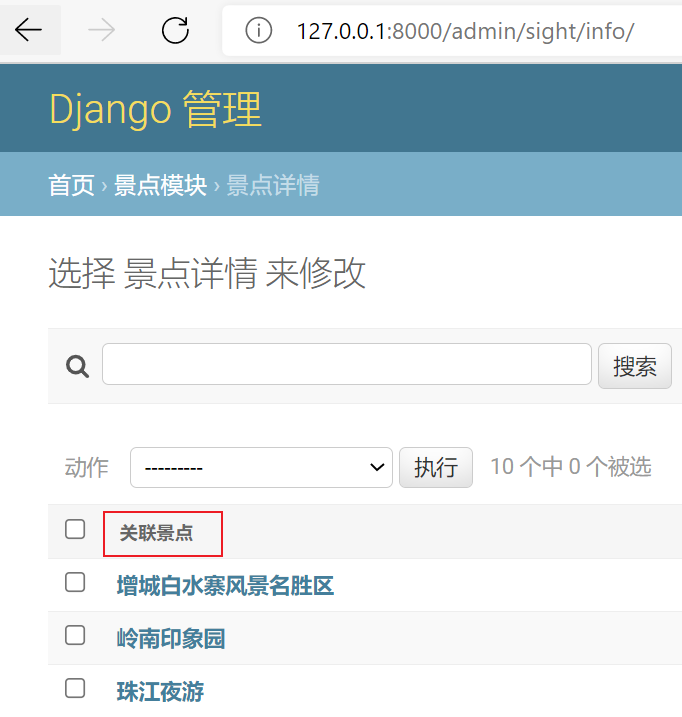 127.0.0.1:8000/admin/sight/info/
Django 管理
首页 › 景点模块 › 景点详情
选择 景点详情 来修改
搜索
动作 --------- 执行 10 个中 0 个被选
关联景点
增城白水寨风景名胜区
岭南印象园
珠江夜游